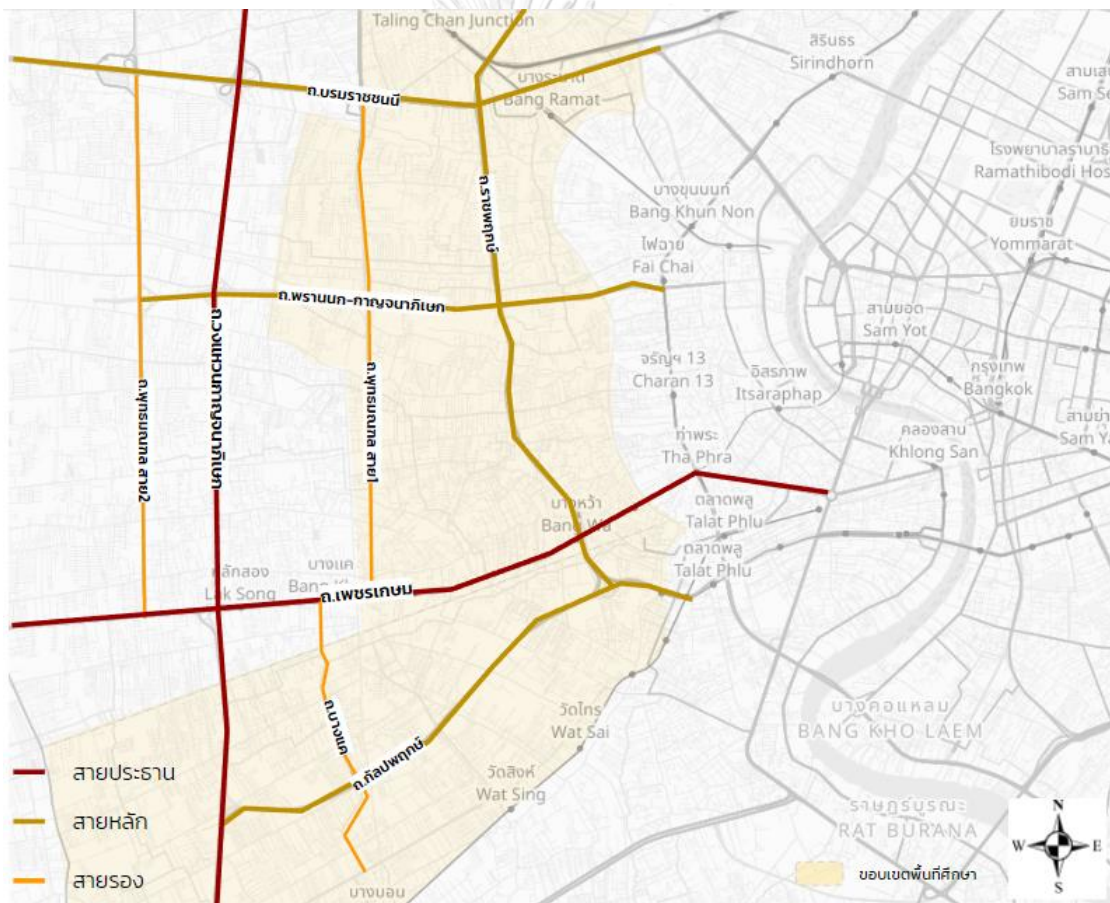 Taling Chan Junction
สิรินธร
Sirindhorn
สามเสน
Sam Se
บางระมาด
Bang Ramat
ถ.บรมราชชนนี
โรงพยาบาลรามาธิ
Ramathibodi Hos
บางขุนนนท์
Bang Khun Non
ยมราช
Yommarat
ถ.ราชพฤกษ์
ไฟฉาย
Fai Chai
ถ.พรานนก-กาญจนาภิเษก
สามยอด
Sam Yot
ถ.วงแหวนกาญจนาภิเษก
จรัญฯ 13
Charan 13
อิสรภาพ
Itsaraphap
กรุงเทพ
Bangkok
ถ.พุทธมณฑล สาย2
ถ.พุทธมณฑล สาย1
สามย่า
Sam Y
คลองสาน
Khlong San
ท่าพระ
Tha Phra
บางหว้า
Bang Wa
ตลาดพลู
Talat Phlu
ตลาดพลู
Talat Phlu
หลักสอง
Lak Song
บางแค
Bang Kh
ถ.เพชรเกษม
ถ.บางแค
วัดไทร
Wat Sai
บางคอแหลม
BANG KHO LAEM
ถ.กัลปพฤกษ์
วัดสิงห์
Wat Sing
สายประธาน
สายหลัก
สายรอง
ราษฎร์บูรณะ
RAT BURANA
N
W
E
S
ขอบเขตพื้นที่ศึกษา
บางบอน